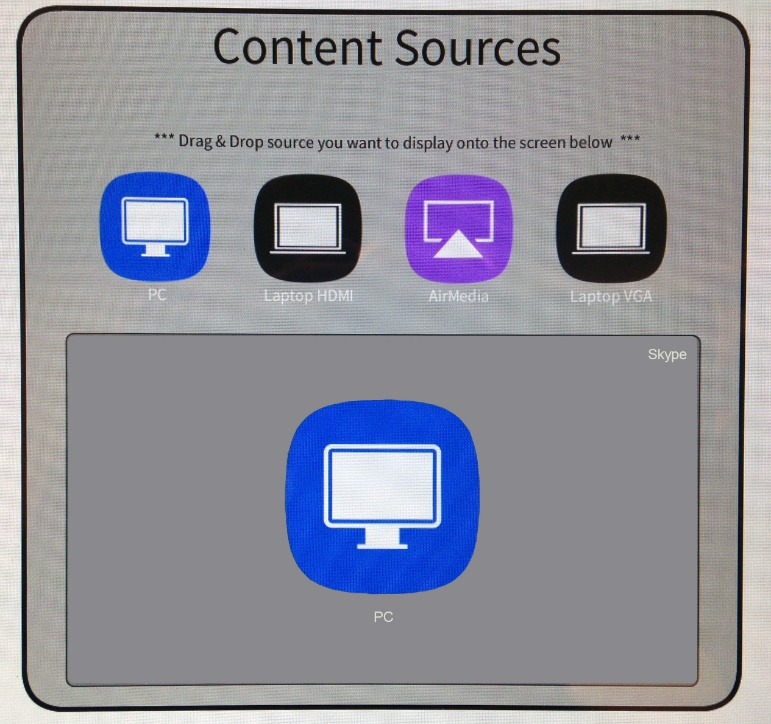 Content Sources
*** Drag & Drop source you want to display onto the screen below ***
PC
Laptop HDMI
AirMedia
Laptop VGA
Skype
PC